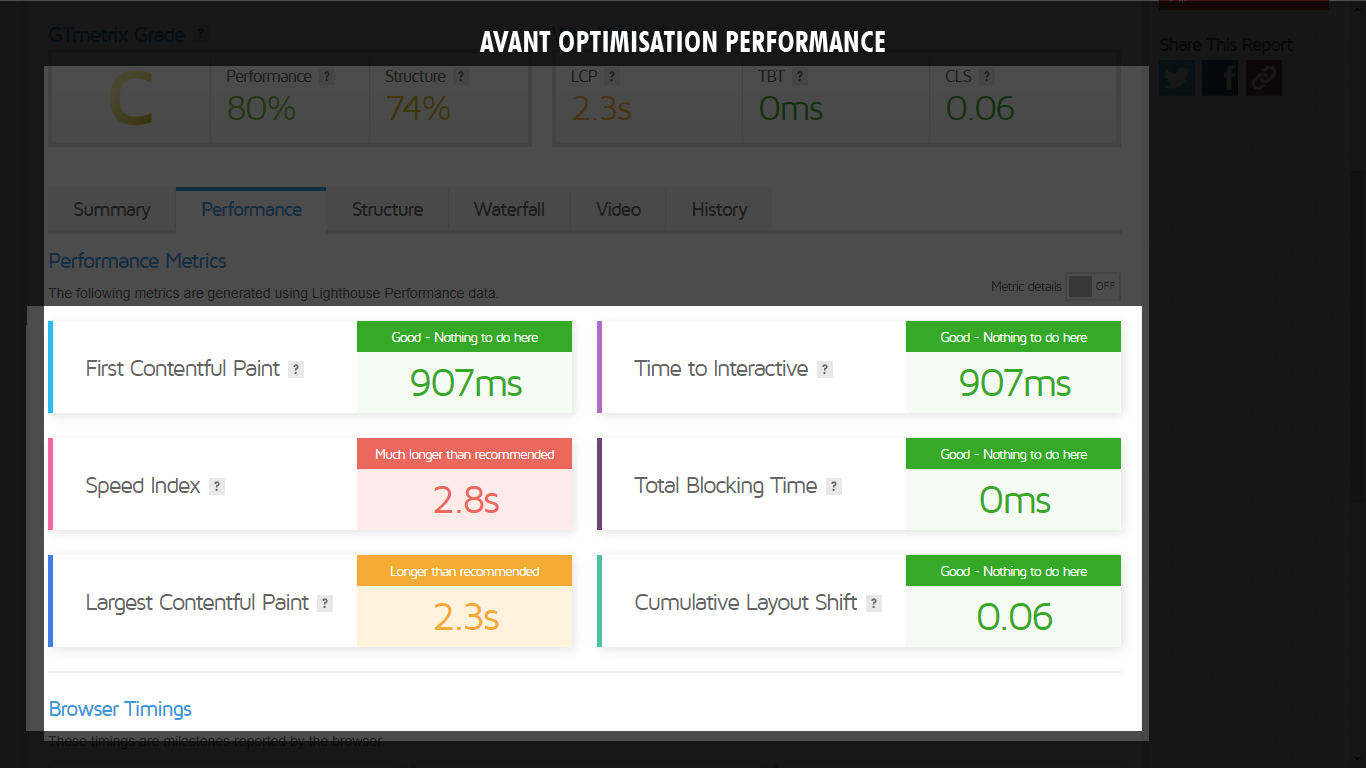 AVANT OPTIMISATION PERFORMANCE
GTmetrix Grade ?
Share This Report
C
Performance ?
80%
Structure ?
74%
LCP ?
2.3s
TBT ?
0ms
CLS ?
0.06
Summary Performance Structure Waterfall Video History
Performance Metrics
The following metrics are generated using Lighthouse Performance data.
Metric details OFF
First Contentful Paint ?
Good - Nothing to do here
907ms
Time to Interactive ?
Good - Nothing to do here
907ms
Speed Index ?
Much longer than recommended
2.8s
Total Blocking Time ?
Good - Nothing to do here
0ms
Largest Contentful Paint ?
Longer than recommended
2.3s
Cumulative Layout Shift ?
Good - Nothing to do here
0.06
Browser Timings
These timings are milestones reported by the browser.